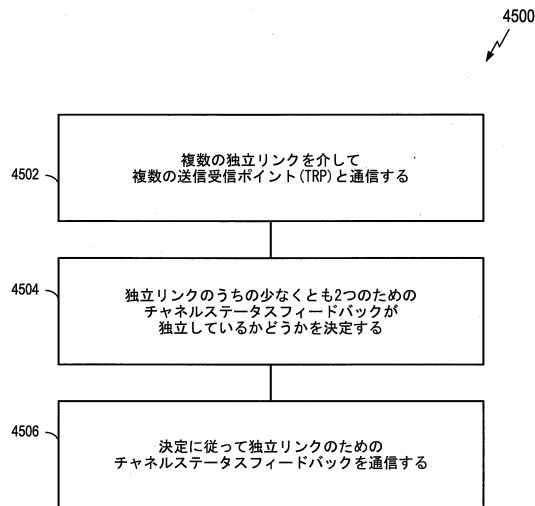 4500
4502
複数の独立リンクを介して
複数の送信受信ポイント(TRP)と通信する
4504
独立リンクのうちの少なくとも2つのための
チャネルステータスフィードバックが
独立しているかどうかを決定する
4506
決定に従って独立リンクのための
チャネルステータスフィードバックを通信する